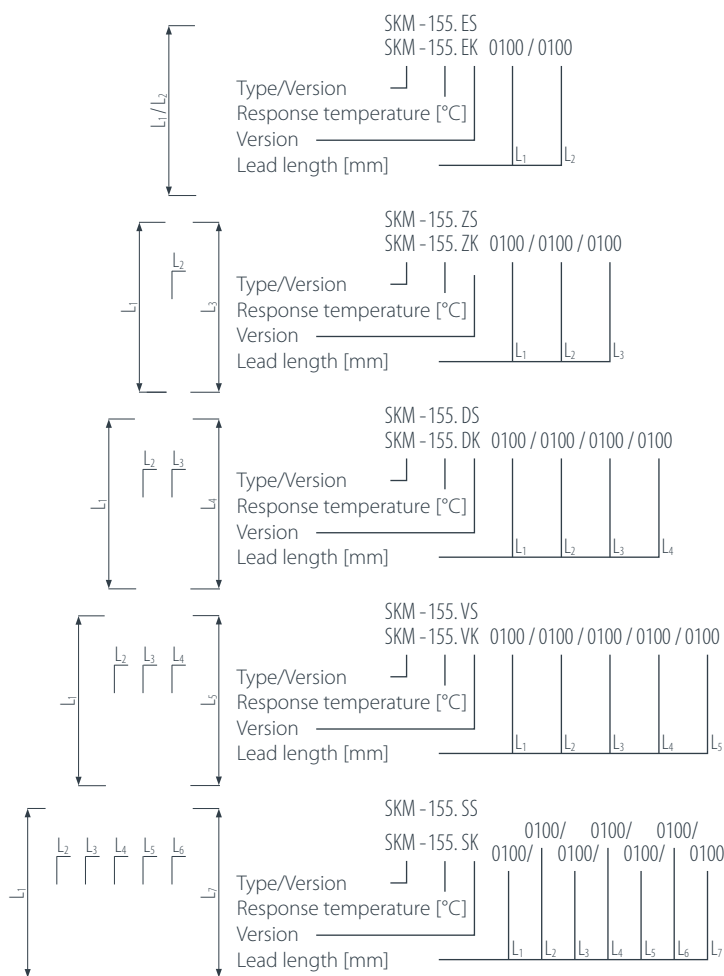 SKM - 155. ES
SKM - 155. EK 0100 / 0100
L1 / L2
Type/Version
Response temperature [°C]
Version
Lead length [mm]
L1 L2
SKM - 155. ZS
SKM - 155. ZK 0100 / 0100 / 0100
L2
L1 L3
Type/Version
Response temperature [°C]
Version
Lead length [mm]
L1 L2 L3
SKM - 155. DS
SKM - 155. DK 0100 / 0100 / 0100 / 0100
L2 L3
L1 L4
Type/Version
Response temperature [°C]
Version
Lead length [mm]
L1 L2 L3 L4
SKM - 155. VS
SKM - 155. VK 0100 / 0100 / 0100 / 0100 / 0100
L2 L3 L4
L1 L5
Type/Version
Response temperature [°C]
Version
Lead length [mm]
L1 L2 L3 L4 L5
SKM - 155. SS
0100/ 0100/ 0100/
SKM - 155. SK 0100/ 0100/ 0100/ 0100
L2 L3 L4 L5 L6
L1 L7
Type/Version
Response temperature [°C]
Version
Lead length [mm]
L1 L2 L3 L4 L5 L6 L7